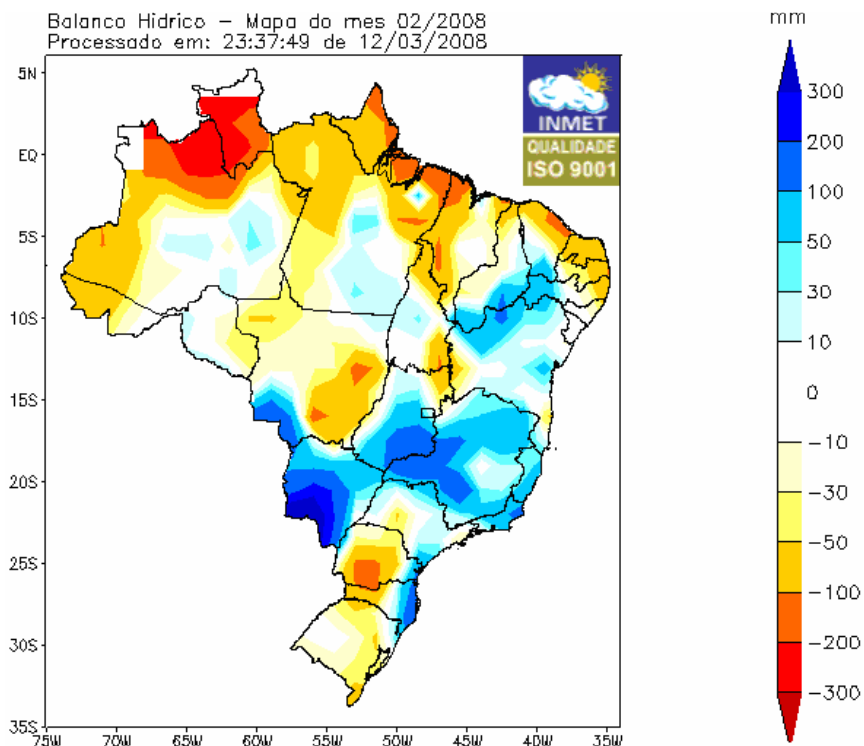 Balanco Hidrico - Mapa do mes 02/2008
Processado em: 23:37:49 de 12/03/2008
mm
INMET
QUALIDADE
ISO 9001
5N
EQ
5S
10S
15S
20S
25S
30S
35S
75W 70W 65W 60W 55W 50W 45W 40W 35W
300
200
100
50
30
10
0
-10
-30
-50
-100
-200
-300